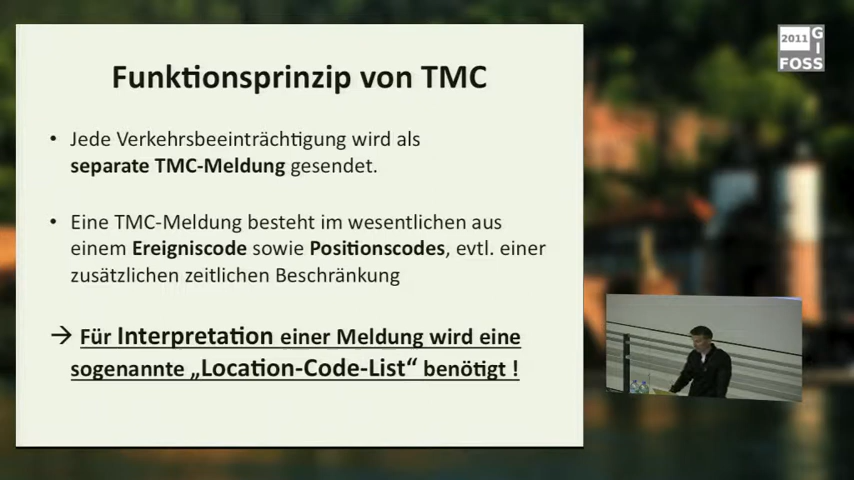 Funktionsprinzip von TMC
• Jede Verkehrsbeeinträchtigung wird als
separate TMC-Meldung gesendet.
• Eine TMC-Meldung besteht im wesentlichen aus
einem Ereigniscode sowie Positionscodes, evtl. einer
zusätzlichen zeitlichen Beschränkung
→ Für Interpretation einer Meldung wird eine
sogenannte „Location-Code-List“ benötigt !
2011 G
I
FOSS